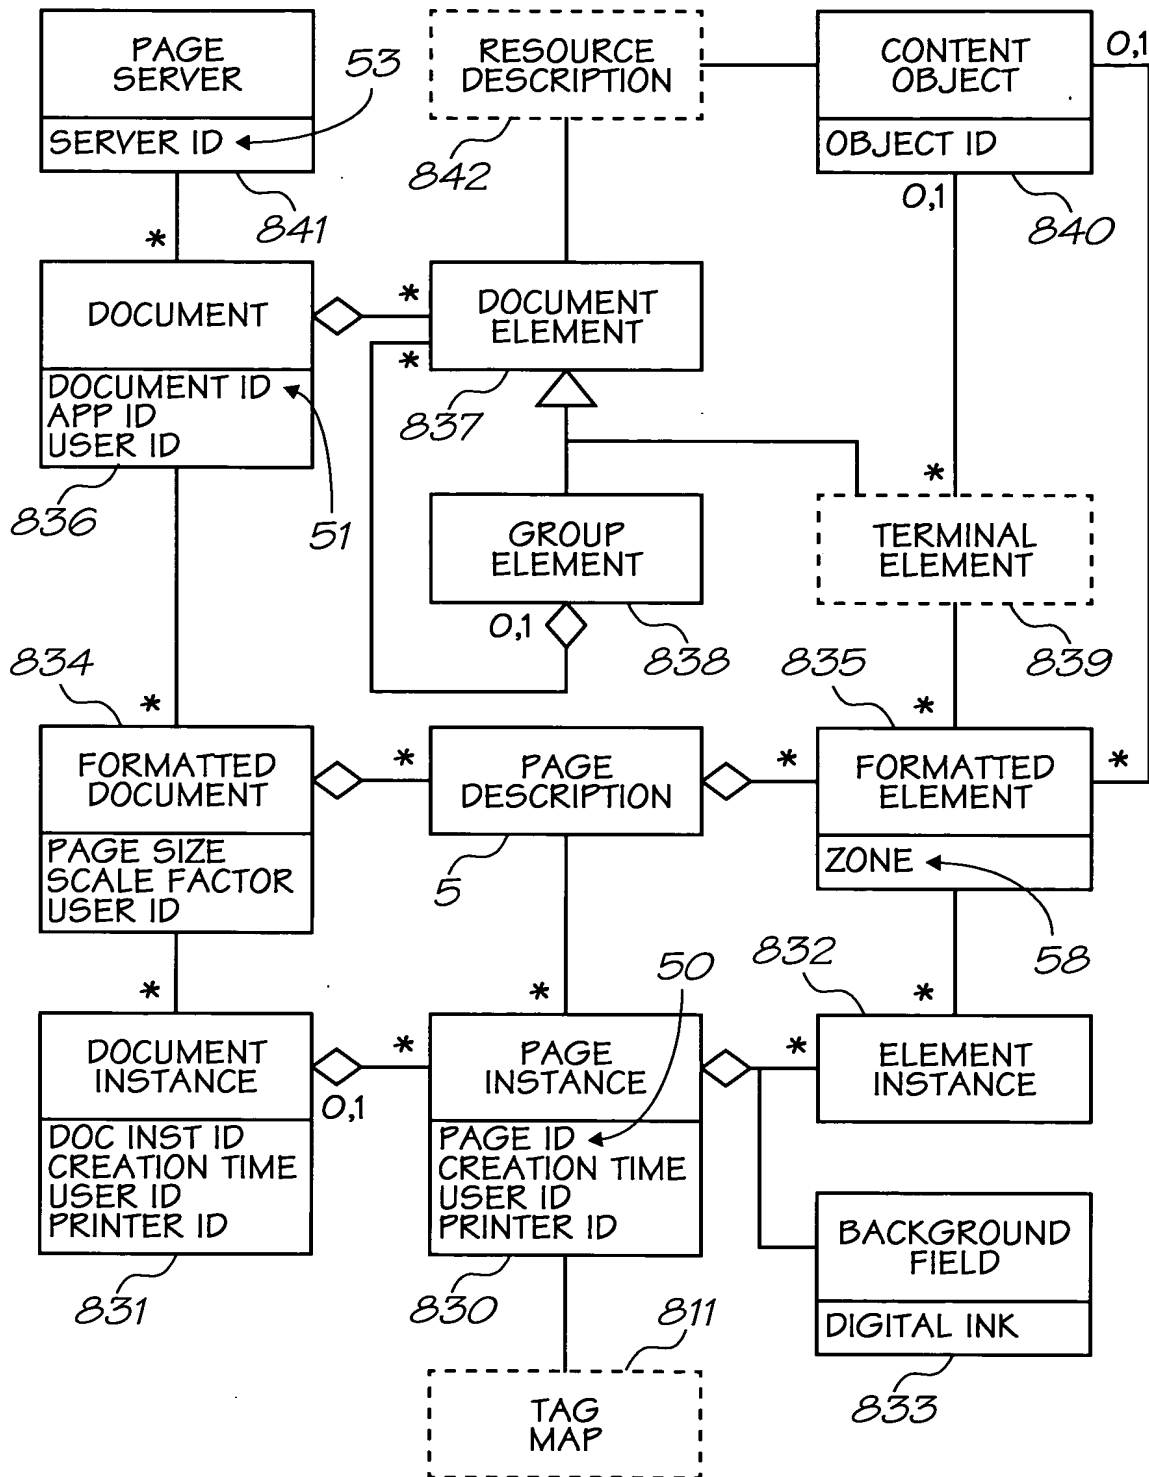 PAGE
SERVER
SERVER ID
53
841
*
RESOURCE
DESCRIPTION
842
CONTENT
OBJECT
OBJECT ID
0,1
0,1
840
DOCUMENT
DOCUMENT ID
APP ID
USER ID
836
51
*
*
DOCUMENT
ELEMENT
837
*
GROUP
ELEMENT
0,1
838
TERMINAL
ELEMENT
839
834
*
FORMATTED
DOCUMENT
PAGE SIZE
SCALE FACTOR
USER ID
*
PAGE
DESCRIPTION
5
835
*
*
*
FORMATTED
ELEMENT
ZONE
58
*
DOCUMENT
INSTANCE
0,1
DOC INST ID
CREATION TIME
USER ID
PRINTER ID
831
50
*
*
PAGE
INSTANCE
PAGE ID
CREATION TIME
USER ID
PRINTER ID
830
832
*
*
ELEMENT
INSTANCE
BACKGROUND
FIELD
DIGITAL INK
833
811
TAG
MAP